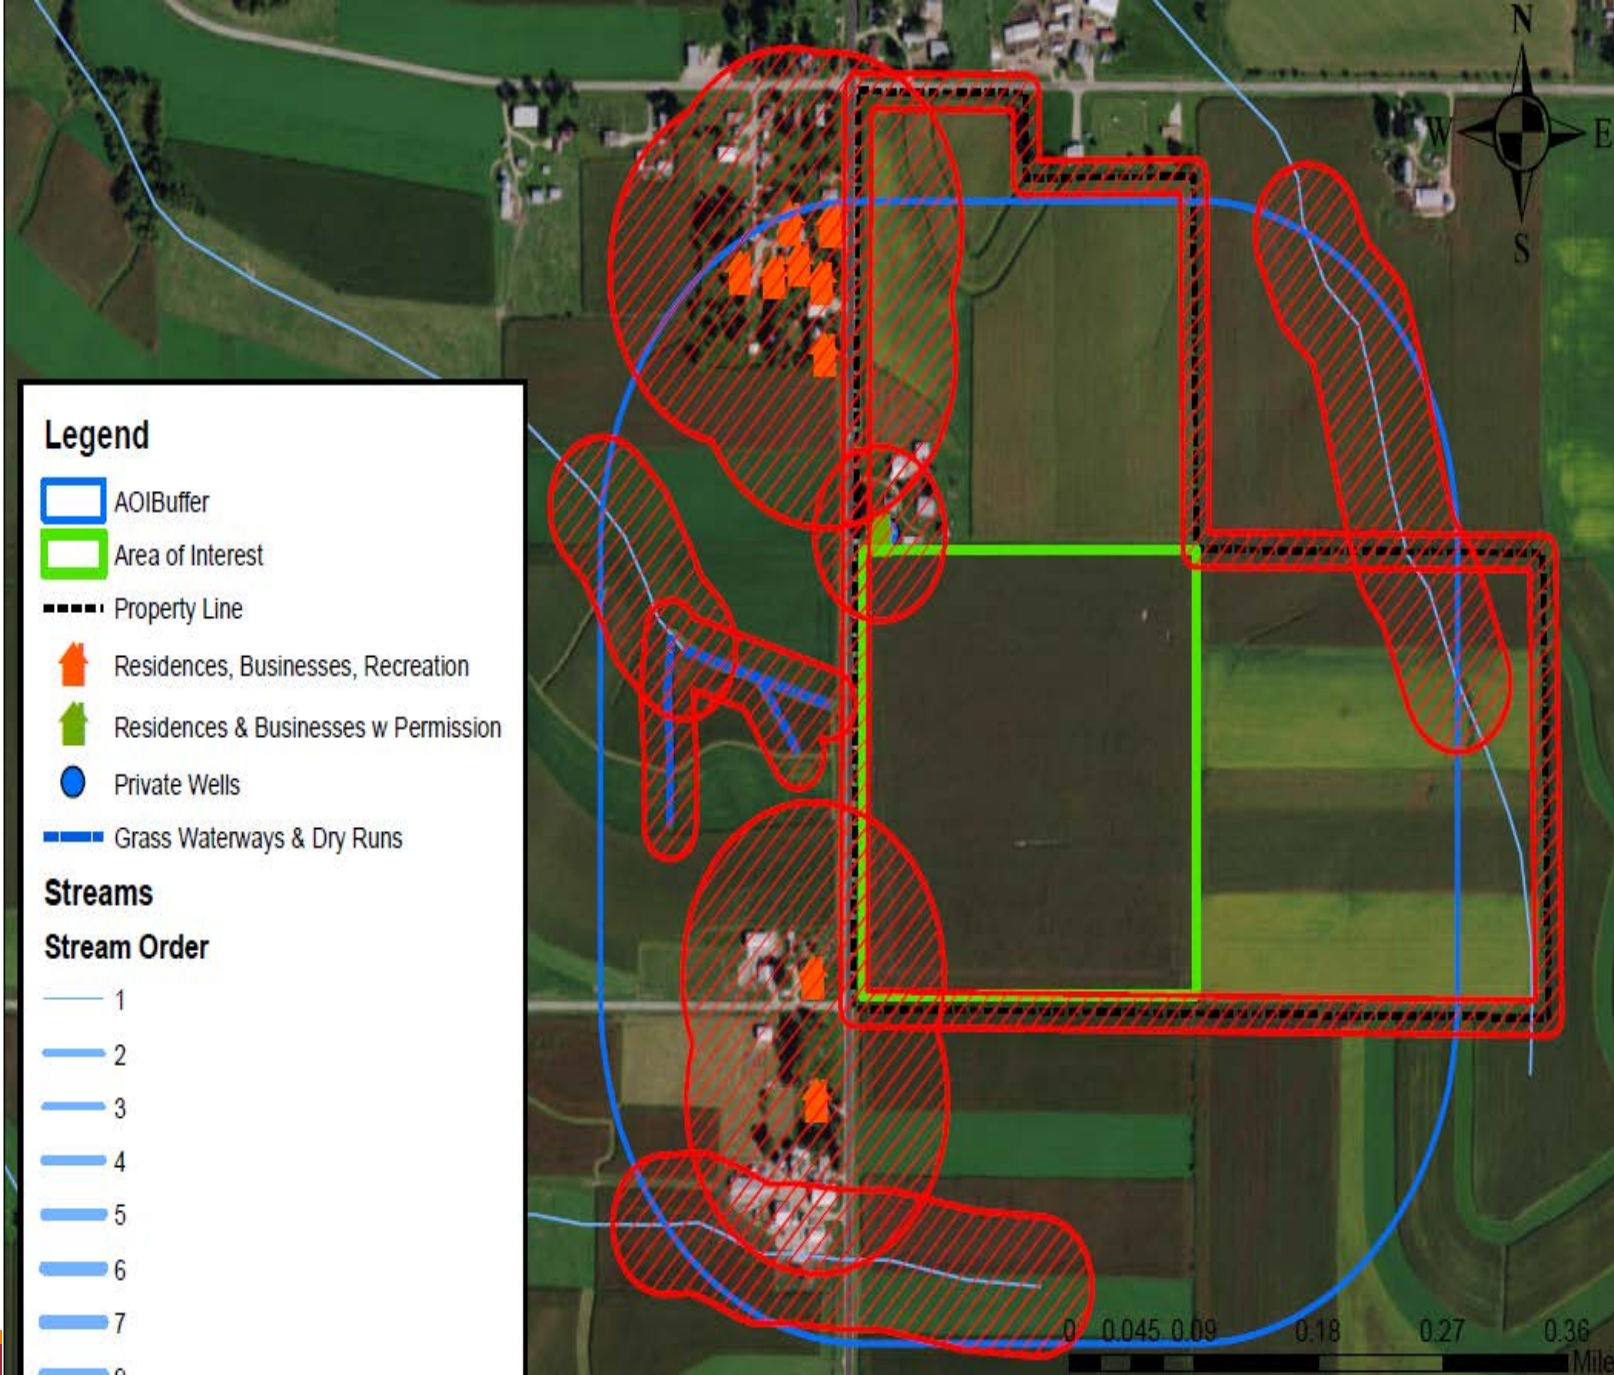 N
W E
S
Legend
AOIBuffer
Area of Interest
Property Line
Residences, Businesses, Recreation
Residences & Businesses w Permission
Private Wells
Grass Waterways & Dry Runs
Streams
Stream Order
1
2
3
4
5
6
7
0 0.045 0.09 0.18 0.27 0.36
Mile